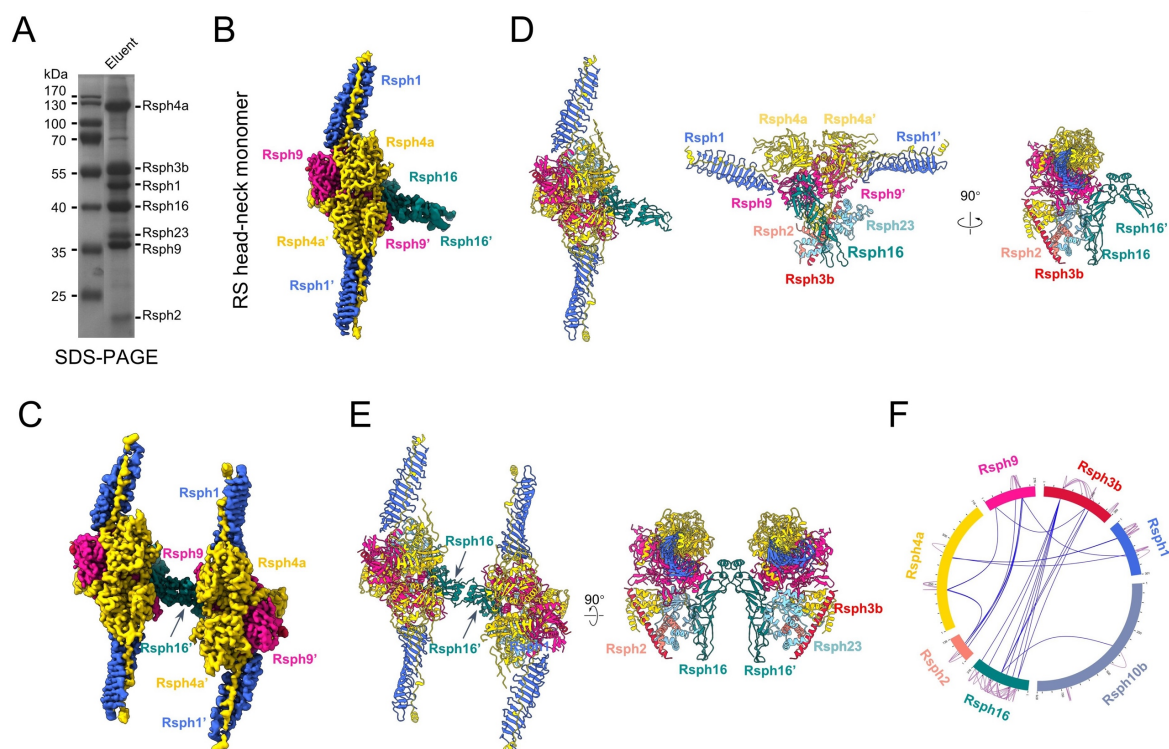 A
Eluent
kDa
170
130
100
70
55
40
35
25
Rsph4a
Rsph3b
Rsph1
Rsph16
Rsph23
Rsph9
Rsph2
SDS-PAGE
B
RS head-neck monomer
Rsph1
Rsph9
Rsph4a
Rsph16
Rsph4a’
Rsph9’
Rsph16’
Rsph1’
D
Rsph4a Rsph4a’
Rsph1
Rsph1’
Rsph9
Rsph9’
Rsph2
Rsph23
Rsph16
Rsph3b
90°
Rsph16’
Rsph2
Rsph16
Rsph3b
C
Rsph1
Rsph9
Rsph4a
Rsph16’
Rsph4a’
Rsph9’
Rsph1’
E
Rsph16
Rsph16’
90°
Rsph3b
Rsph2
Rsph23
Rsph16
Rsph16’
F
Rsph9
Rsph3b
Rsph4a
Rsph1
Rsph2
Rsph16
Rsph10b